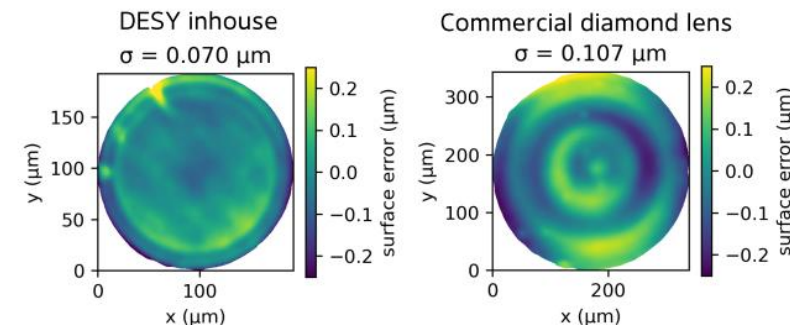 DESY inhouse
σ = 0.070 μm
150
100
50
0
0
100
y (μm)
x (μm)
0.2
0.1
0.0
−0.1
−0.2
surface error (μm)
Commercial diamond lens
σ = 0.107 μm
300
200
100
0
0
200
y (μm)
x (μm)
0.2
0.1
0.0
−0.1
−0.2
surface error (μm)